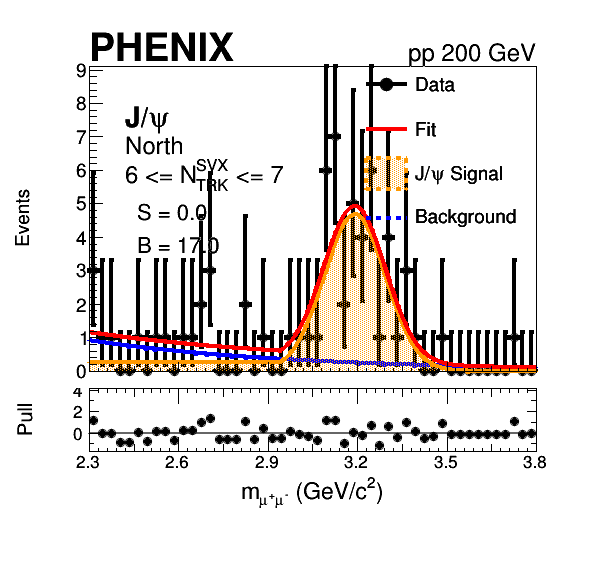 PHENIX pp 200 GeV
Events
9
8
7
6
5
4
3
2
1
0
J/ψ
North
6 <= N^SVX_TRK <= 7
S = 0.0
B = 17.0
Data
Fit
J/ψ Signal
Background
Pull
4
2
0
2.3 2.6 2.9 3.2 3.5 3.8
m_μ⁺μ⁻ (GeV/c²)